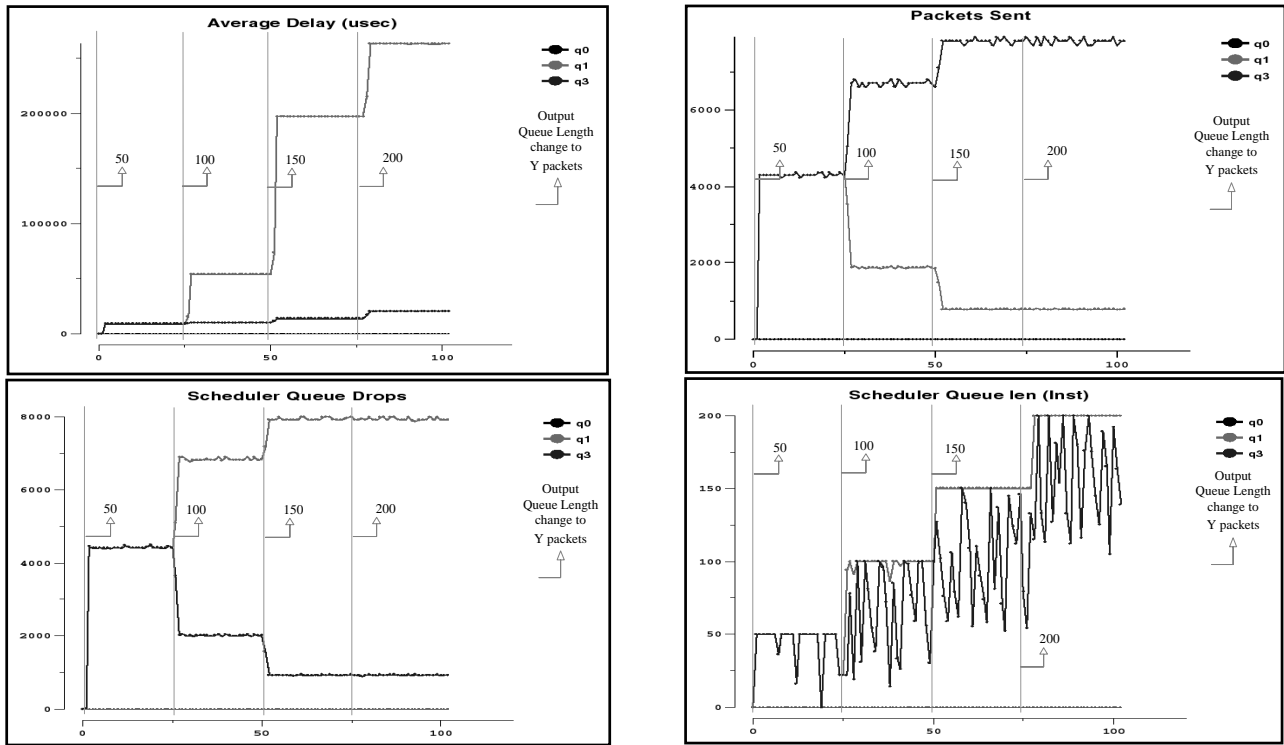 Average Delay (usec)
q0
q1
q3
Output
Queue Length
change to
Y packets
50
100
150
200
200000
100000
0
0
50
100
Packets Sent
q0
q1
q3
Output
Queue Length
change to
Y packets
50
100
150
200
6000
4000
2000
0
0
50
100
Scheduler Queue Drops
q0
q1
q3
Output
Queue Length
change to
Y packets
50
100
150
200
8000
6000
4000
2000
0
0
50
100
Scheduler Queue len (Inst)
q0
q1
q3
Output
Queue Length
change to
Y packets
50
100
150
200
200
150
100
50
0
0
50
100